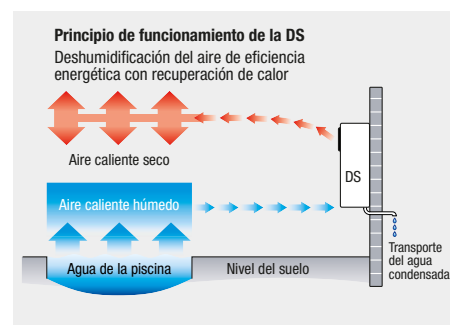 Principio de funcionamiento de la DS
Deshumidificación del aire de eficiencia
energética con recuperación de calor
Aire caliente seco
DS
Aire caliente húmedo
Transporte
del agua
condensada
Agua de la piscina
Nivel del suelo